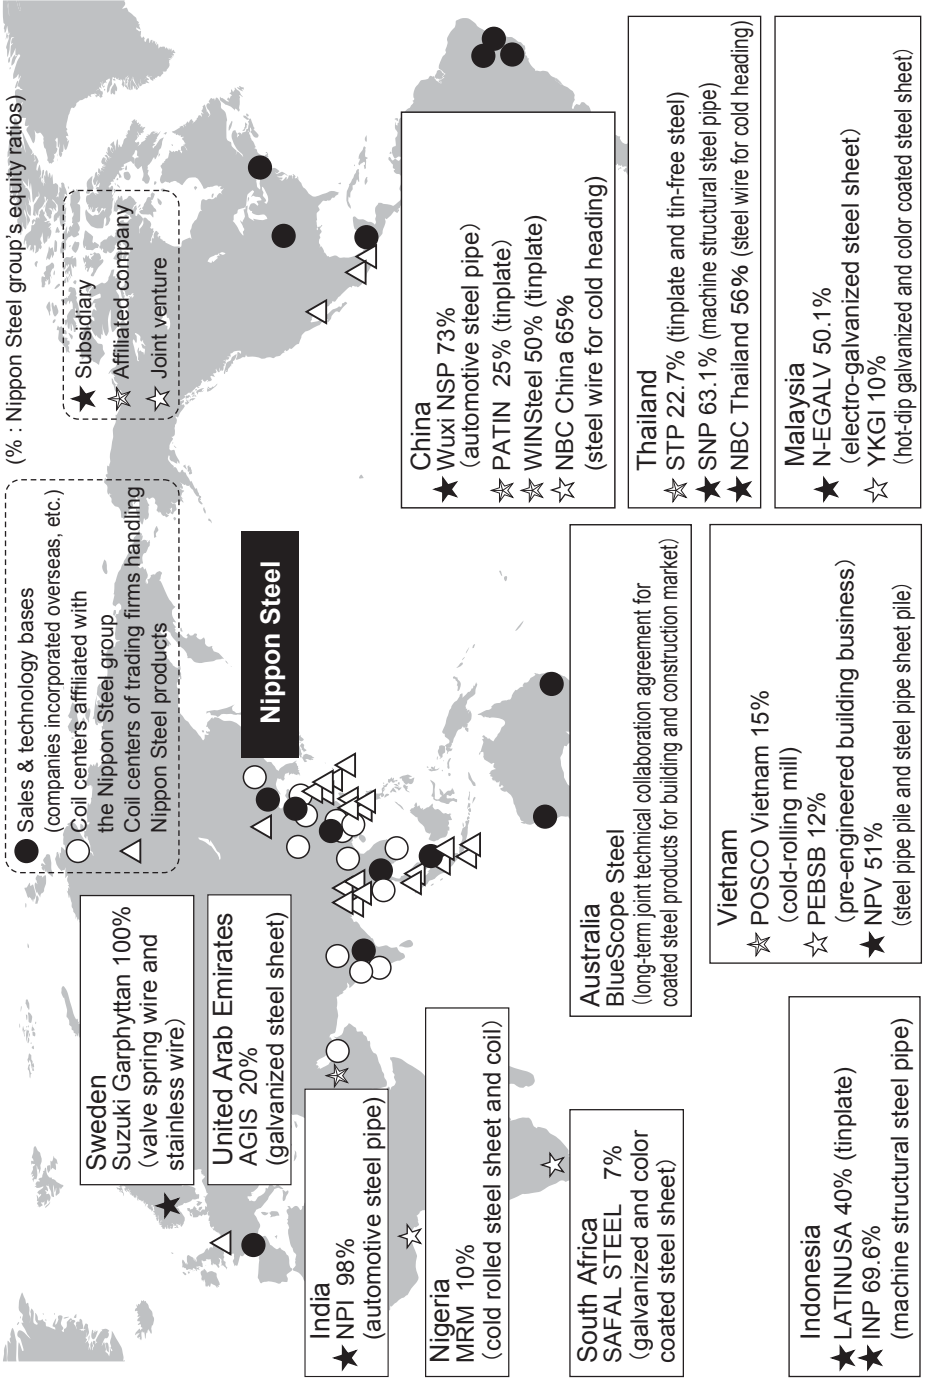 (% : Nippon Steel group's equity ratios)
● Sales & technology bases
(companies incorporated overseas, etc.)
○ Coil centers affiliated with
the Nippon Steel group
△ Coil centers of trading firms handling
Nippon Steel products
★ Subsidiary
☆ Affiliated company
☆ Joint venture
Sweden
Suzuki Garphyttan 100%
(valve spring wire and
stainless wire)
United Arab Emirates
AGIS 20%
(galvanized steel sheet)
Nippon Steel
India
★ NPI 98%
(automotive steel pipe)
Nigeria
MRM 10%
(cold rolled steel sheet and coil)
South Africa
SAFAL STEEL 7%
(galvanized and color
coated steel sheet)
Australia
BlueScope Steel
(long-term joint technical collaboration agreement for
coated steel products for building and construction market)
China
★ Wuxi NSP 73%
(automotive steel pipe)
☆ PATIN 25% (tinplate)
☆ WINSteel 50% (tinplate)
☆ NBC China 65%
(steel wire for cold heading)
Thailand
☆ STP 22.7% (tinplate and tin-free steel)
★ SNP 63.1% (machine structural steel pipe)
★ NBC Thailand 56% (steel wire for cold heading)
Indonesia
★ LATINUSA 40% (tinplate)
★ INP 69.6%
(machine structural steel pipe)
Vietnam
☆ POSCO Vietnam 15%
(cold-rolling mill)
☆ PEBSB 12%
(pre-engineered building business)
★ NPV 51%
(steel pipe pile and steel pipe sheet pile)
Malaysia
★ N-EGALV 50.1%
(electro-galvanized steel sheet)
☆ YKGI 10%
(hot-dip galvanized and color coated steel sheet)